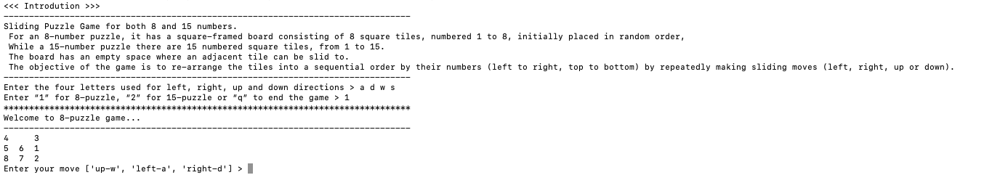 <<< Introdution >>>
--------------------------------------------------------------------------------
Sliding Puzzle Game for both 8 and 15 numbers.
 For an 8-number puzzle, it has a square-framed board consisting of 8 square tiles, numbered 1 to 8, initially placed in random order,
 While a 15-number puzzle there are 15 numbered square tiles, from 1 to 15.
 The board has an empty space where an adjacent tile can be slid to.
 The objective of the game is to re-arrange the tiles into a sequential order by their numbers (left to right, top to bottom) by repeatedly making sliding moves (left, right, up or down).
--------------------------------------------------------------------------------
Enter the four letters used for left, right, up and down directions > a d w s
Enter “1” for 8-puzzle, “2” for 15-puzzle or “q” to end the game > 1
********************************************************************************
Welcome to 8-puzzle game...
--------------------------------------------------------------------------------
4     3
5  6  1
8  7  2
Enter your move ['up-w', 'left-a', 'right-d'] >